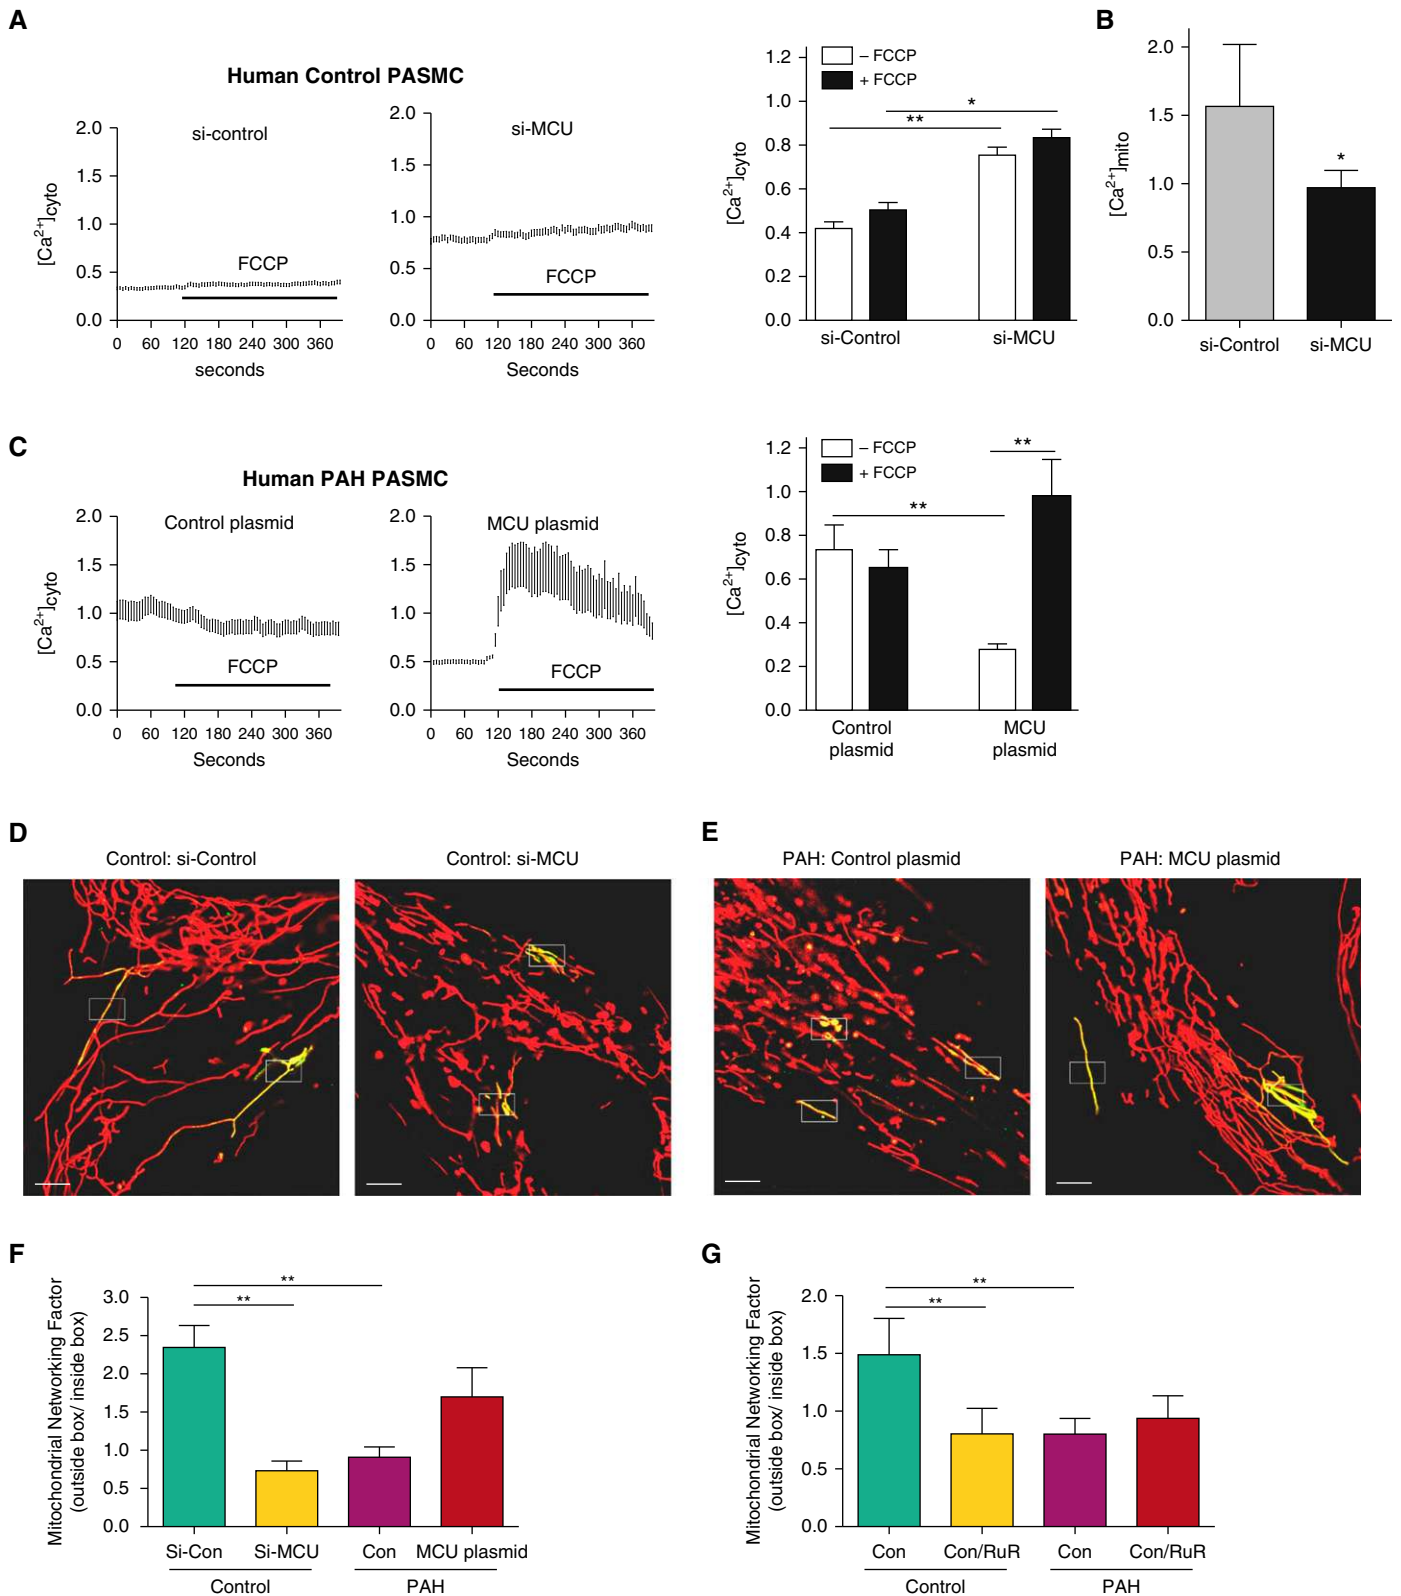 A
Human Control PASMC
si-control
si-MCU
[Ca2+]cyto
2.0
1.5
1.0
0.5
0.0
FCCP
0 60 120 180 240 300 360
seconds
2.0
1.5
1.0
0.5
0.0
FCCP
0 60 120 180 240 300 360
Seconds
[Ca2+]cyto
1.2
1.0
0.8
0.6
0.4
0.2
0.0
– FCCP
+ FCCP
*
**
si-Control si-MCU
B
[Ca2+]mito
2.0
1.5
1.0
0.5
0.0
*
si-Control si-MCU
C
Human PAH PASMC
Control plasmid
MCU plasmid
[Ca2+]cyto
2.0
1.5
1.0
0.5
0.0
FCCP
0 60 120 180 240 300 360
Seconds
2.0
1.5
1.0
0.5
0.0
FCCP
0 60 120 180 240 300 360
Seconds
[Ca2+]cyto
1.2
1.0
0.8
0.6
0.4
0.2
0.0
– FCCP
+ FCCP
**
**
Control plasmid
MCU plasmid
D
Control: si-Control
Control: si-MCU
E
PAH: Control plasmid
PAH: MCU plasmid
F
Mitochondrial Networking Factor
(outside box/ inside box)
3.0
2.5
2.0
1.5
1.0
0.5
0.0
**
**
Si-Con Si-MCU Con MCU plasmid
Control PAH
G
Mitochondrial Networking Factor
(outside box/ inside box)
2.0
1.5
1.0
0.5
0.0
**
**
Con Con/RuR Con Con/RuR
Control PAH